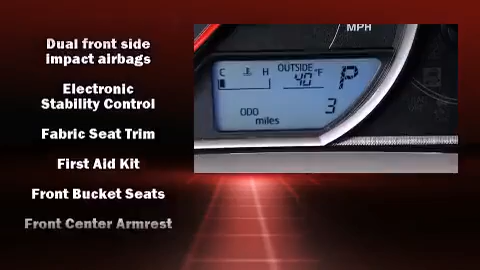 Dual front side
impact airbags
Electronic
Stability Control
Fabric Seat Trim
First Aid Kit
Front Bucket Seats
Front Center Armrest
MPH
C H OUTSIDE 40 °F P
ODO 3
miles